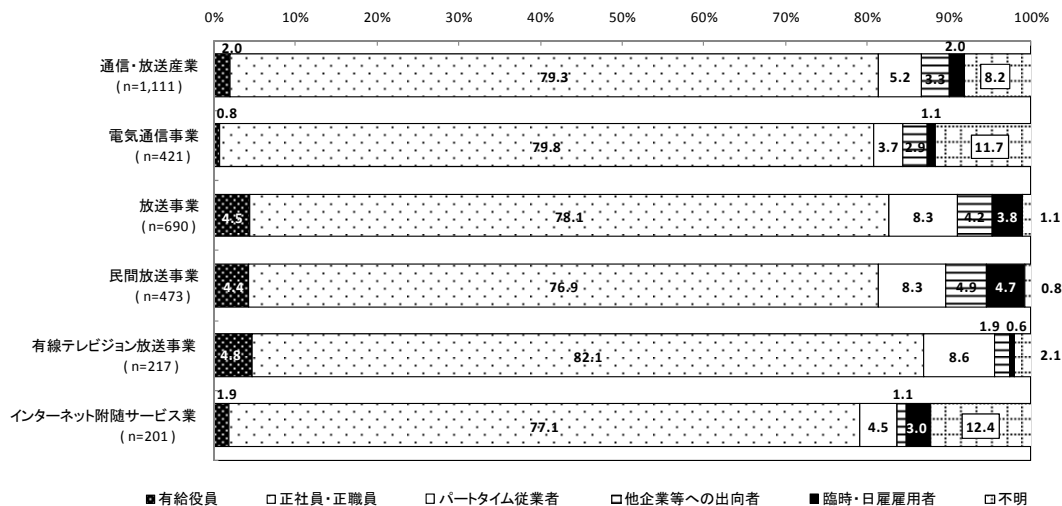 0% 10% 20% 30% 40% 50% 60% 70% 80% 90% 100%
2.0 2.0
通信・放送産業
(n=1,111)
79.3 5.2 3.3 8.2
0.8 1.1
電気通信事業
(n=421)
79.8 3.7 2.9 11.7
放送事業
(n=690)
4.5 78.1 8.3 4.2 3.8 1.1
民間放送事業
(n=473)
4.4 76.9 8.3 4.9 4.7 0.8
1.9 0.6
有線テレビジョン放送事業
(n=217)
4.8 82.1 8.6 2.1
1.9 1.1
インターネット附随サービス業
(n=201)
77.1 4.5 3.0 12.4
有給役員 正社員・正職員 パートタイム従業者 他企業等への出向者 臨時・日雇雇用者 不明